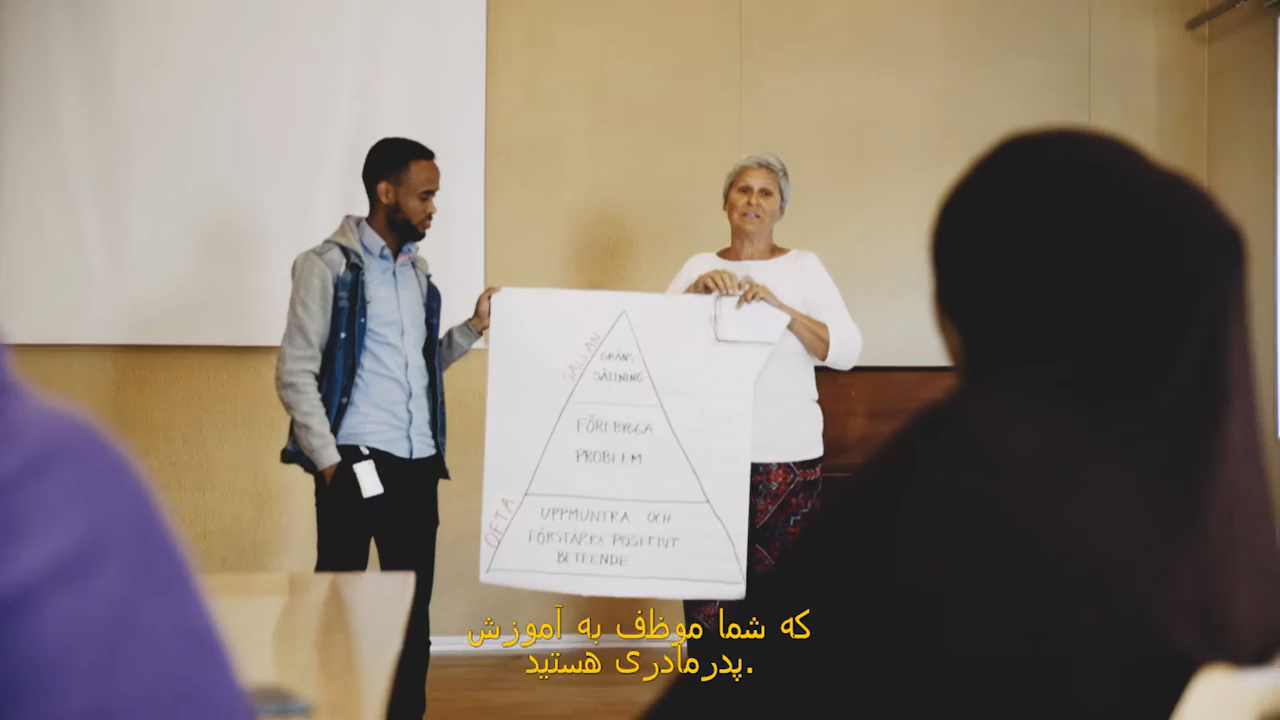 SÄLLAN
GRÄNS
SÄTTNING
FÖREBYGGA
PROBLEM
OFTA
UPPMUNTRA OCH
FÖRSTÄRKA POSITIVT
BETEENDE
که شما موظف به آموزش
پدرمادری هستید.